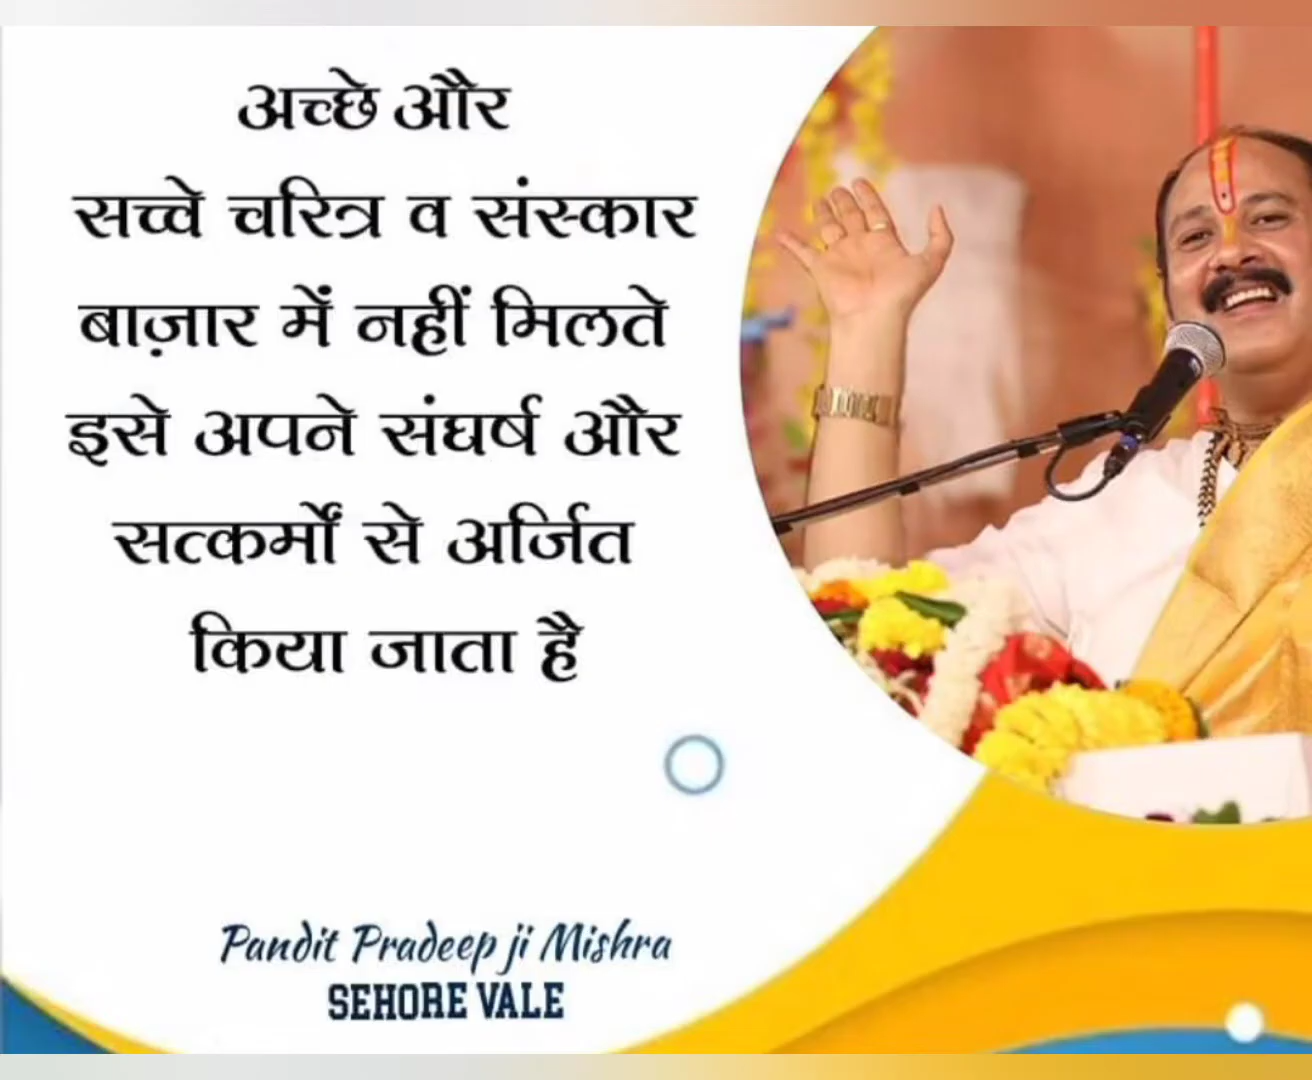 अच्छे और
सच्चे चरित्र व संस्कार
बाज़ार में नहीं मिलते
इसे अपने संघर्ष और
सत्कर्मों से अर्जित
किया जाता है
Pandit Pradeep ji Mishra
SEHORE VALE